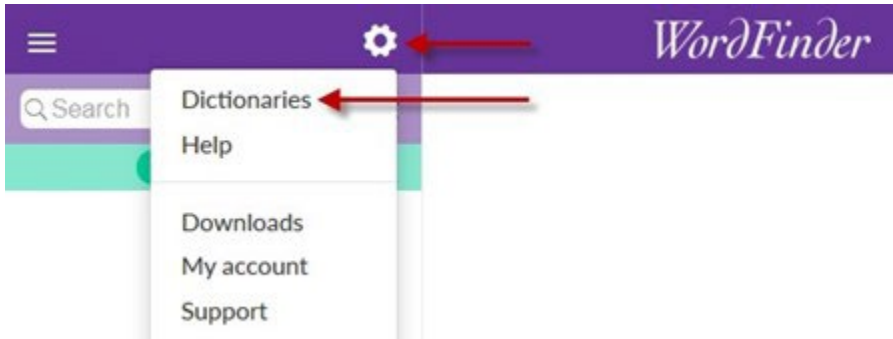 WordFinder
Search
Dictionaries
Help
Downloads
My account
Support